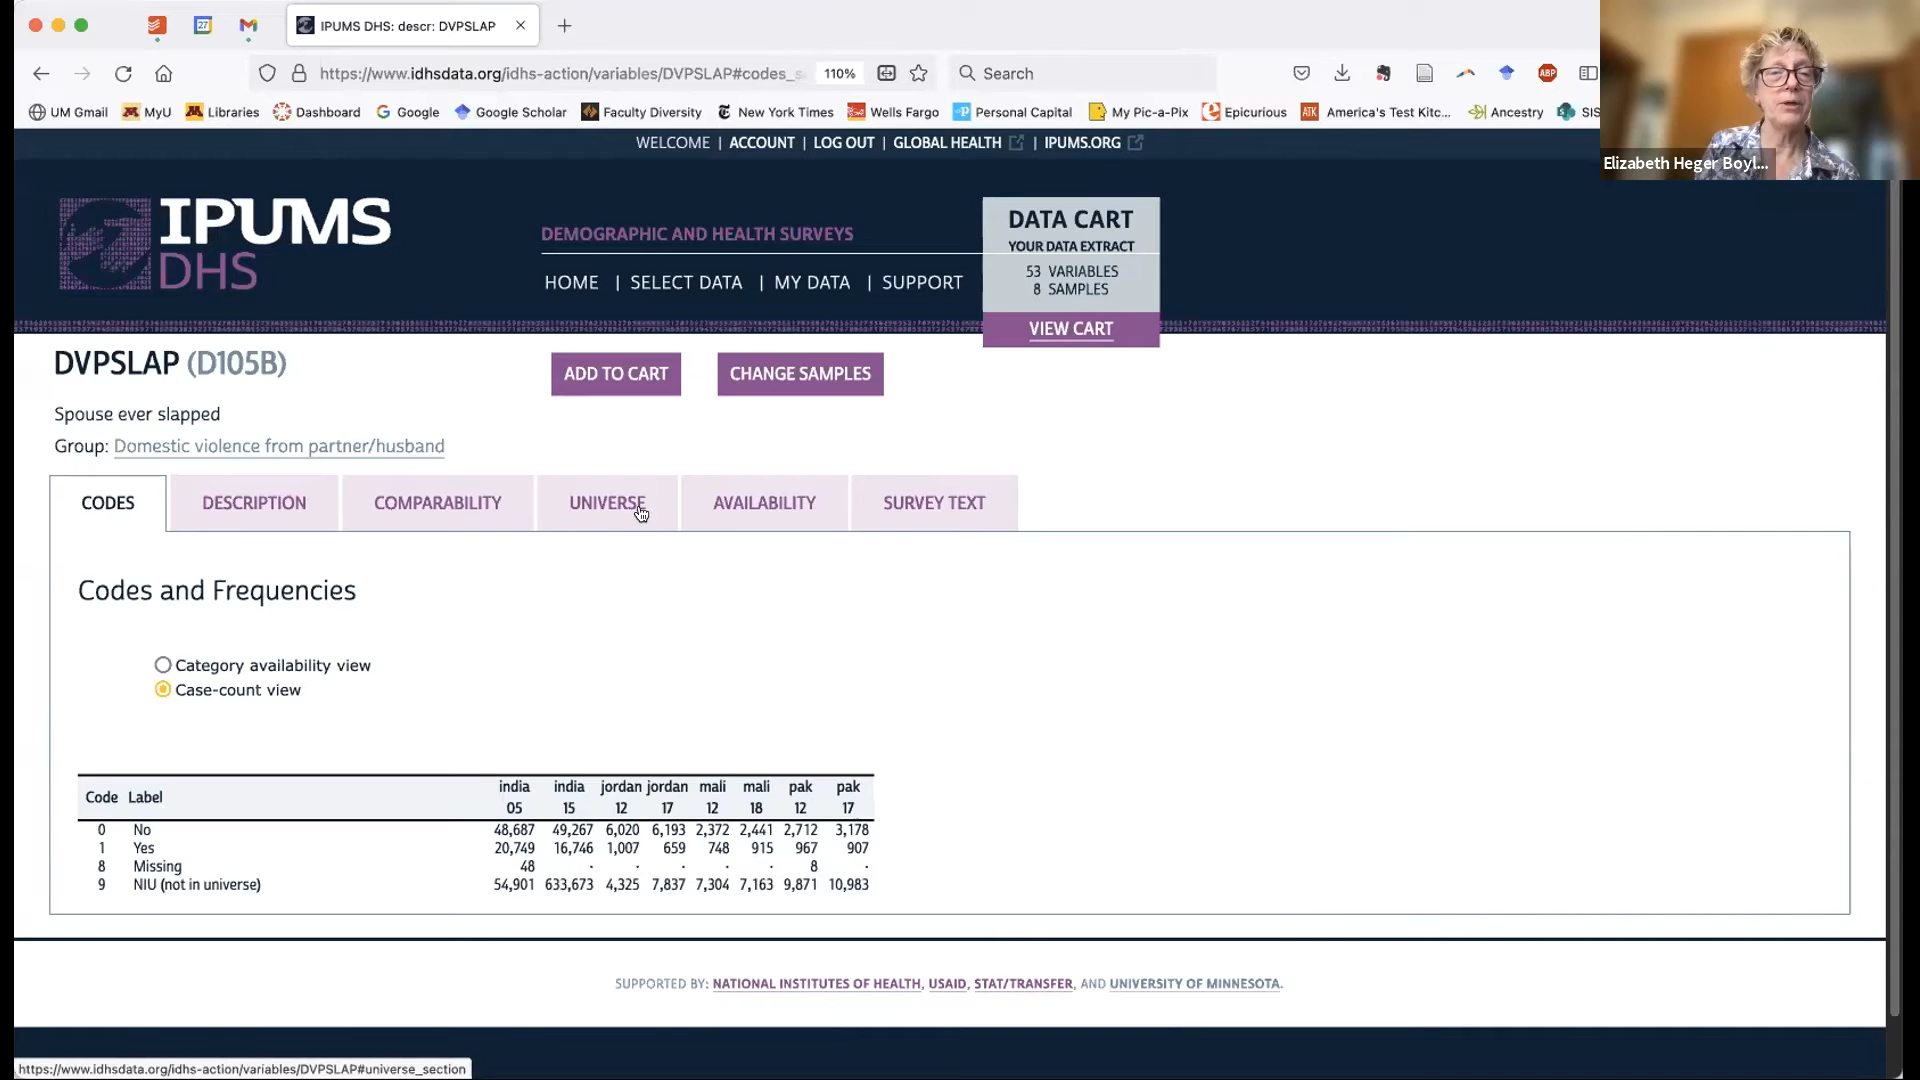 27
IPUMS DHS: descr: DVPSLAP
https://www.idhsdata.org/idhs-action/variables/DVPSLAP#codes_s
110%
Search
ABP
UM Gmail
MyU
Libraries
Dashboard
Google
Google Scholar
Faculty Diversity
New York Times
Wells Fargo
Personal Capital
My Pic-a-Pix
Epicurious
ATK America's Test Kitc...
Ancestry
SIS
Elizabeth Heger Boyl...
WELCOME | ACCOUNT | LOG OUT | GLOBAL HEALTH | IPUMS.ORG
IPUMS
DHS
DEMOGRAPHIC AND HEALTH SURVEYS
HOME | SELECT DATA | MY DATA | SUPPORT
DATA CART
YOUR DATA EXTRACT
53 VARIABLES
8 SAMPLES
VIEW CART
DVPSLAP (D105B)
ADD TO CART
CHANGE SAMPLES
Spouse ever slapped
Group: Domestic violence from partner/husband
CODES DESCRIPTION COMPARABILITY UNIVERSE AVAILABILITY SURVEY TEXT
Codes and Frequencies
Category availability view
Case-count view
Code Label india 05 india 15 jordan 12 jordan 17 mali 12 mali 18 pak 12 pak 17
0 No 48,687 49,267 6,020 6,193 2,372 2,441 2,712 3,178
1 Yes 20,749 16,746 1,007 659 748 915 967 907
8 Missing 48 · · · · · 8 ·
9 NIU (not in universe) 54,901 633,673 4,325 7,837 7,304 7,163 9,871 10,983
SUPPORTED BY: NATIONAL INSTITUTES OF HEALTH, USAID, STAT/TRANSFER, AND UNIVERSITY OF MINNESOTA.
https://www.idhsdata.org/idhs-action/variables/DVPSLAP#universe_section